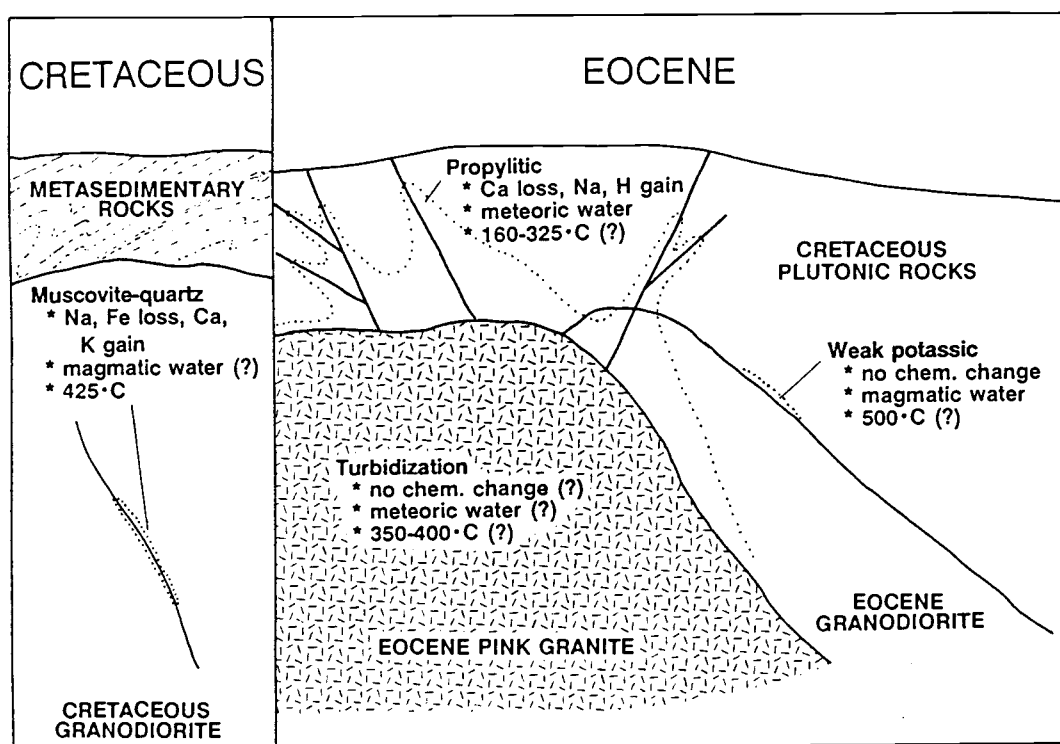 CRETACEOUS
EOCENE
METASEDIMENTARY
ROCKS
Muscovite-quartz
* Na, Fe loss, Ca,
K gain
* magmatic water (?)
* 425·C
CRETACEOUS
GRANODIORITE
Propylitic
* Ca loss, Na, H gain
* meteoric water
* 160-325·C (?)
CRETACEOUS
PLUTONIC ROCKS
Weak potassic
* no chem. change
* magmatic water
* 500·C (?)
Turbidization
* no chem. change (?)
* meteoric water (?)
* 350-400·C (?)
EOCENE
GRANODIORITE
EOCENE PINK GRANITE